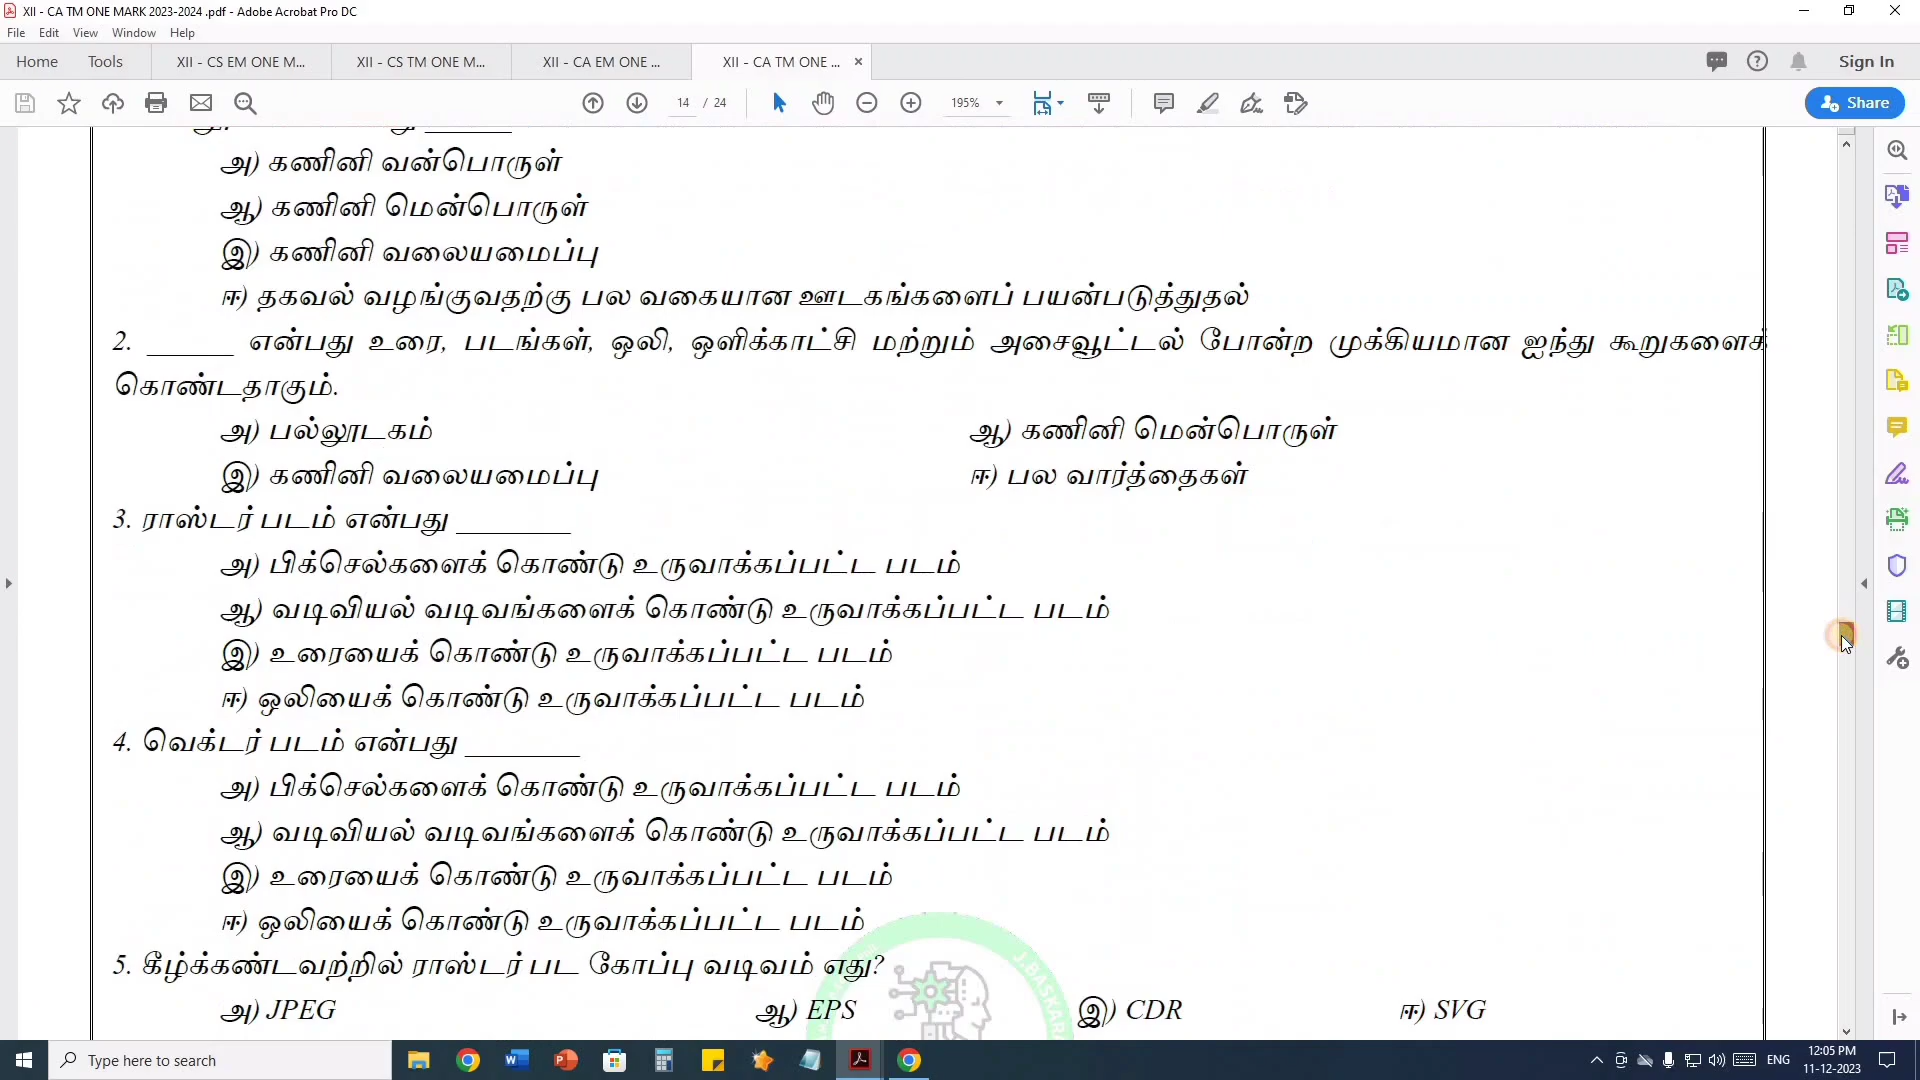 XII - CA TM ONE MARK 2023-2024 .pdf - Adobe Acrobat Pro DC
File Edit View Window Help
Home Tools XII - CS EM ONE M... XII - CS TM ONE M... XII - CA EM ONE ... XII - CA TM ONE ... × Sign In
14 / 24 195% Share
அ) கணினி வன்பொருள்
ஆ) கணினி மென்பொருள்
இ) கணினி வலையமைப்பு
ஈ) தகவல் வழங்குவதற்கு பல வகையான ஊடகங்களைப் பயன்படுத்துதல்
2. ______ என்பது உரை, படங்கள், ஒலி, ஒளிக்காட்சி மற்றும் அசைவூட்டல் போன்ற முக்கியமான ஐந்து கூறுகளைக்
கொண்டதாகும்.
அ) பல்லூடகம் ஆ) கணினி மென்பொருள்
இ) கணினி வலையமைப்பு ஈ) பல வார்த்தைகள்
3. ராஸ்டர் படம் என்பது ________
அ) பிக்செல்களைக் கொண்டு உருவாக்கப்பட்ட படம்
ஆ) வடிவியல் வடிவங்களைக் கொண்டு உருவாக்கப்பட்ட படம்
இ) உரையைக் கொண்டு உருவாக்கப்பட்ட படம்
ஈ) ஒலியைக் கொண்டு உருவாக்கப்பட்ட படம்
4. வெக்டர் படம் என்பது ________
அ) பிக்செல்களைக் கொண்டு உருவாக்கப்பட்ட படம்
ஆ) வடிவியல் வடிவங்களைக் கொண்டு உருவாக்கப்பட்ட படம்
இ) உரையைக் கொண்டு உருவாக்கப்பட்ட படம்
ஈ) ஒலியைக் கொண்டு உருவாக்கப்பட்ட படம்
5. கீழ்க்கண்டவற்றில் ராஸ்டர் பட கோப்பு வடிவம் எது?
அ) JPEG ஆ) EPS இ) CDR ஈ) SVG
J.BASKAR
Type here to search ENG 12:05 PM
11-12-2023